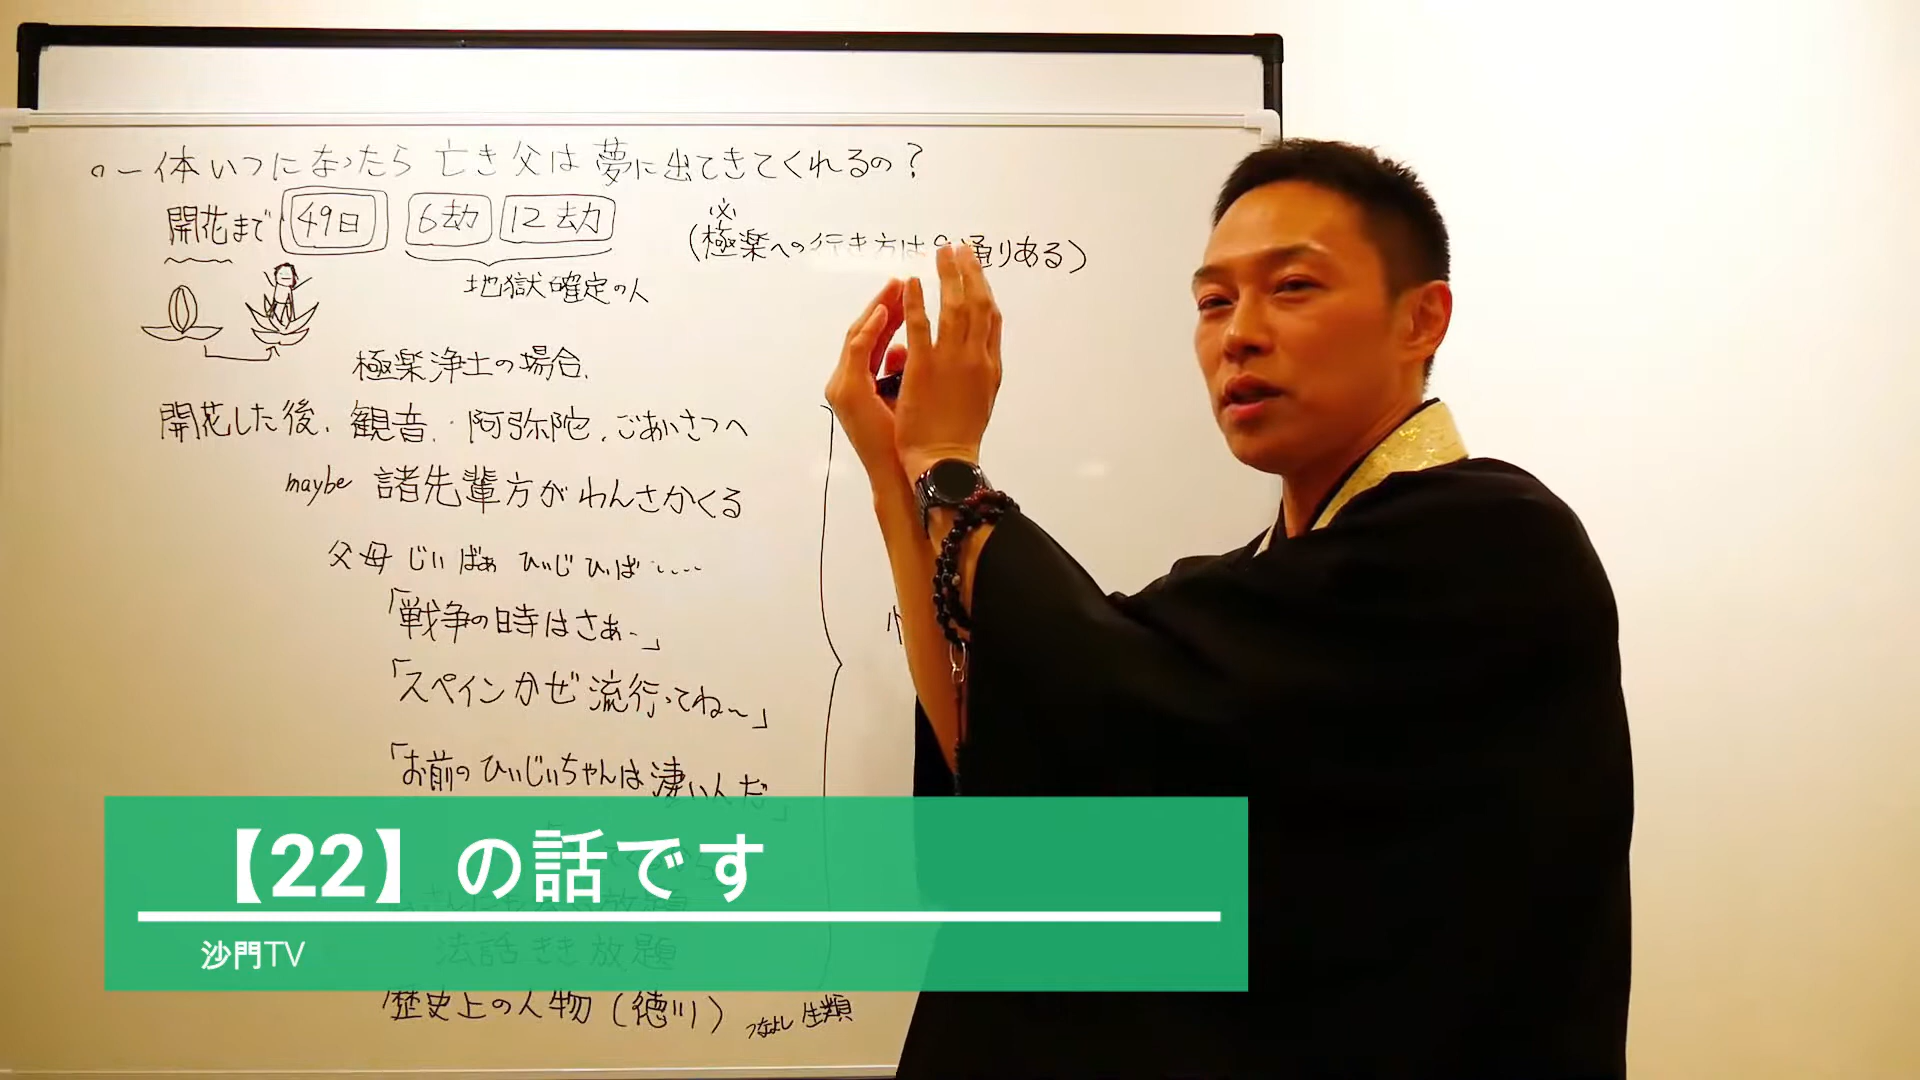 一体いつになったら亡き父は夢に出てきてくれるの？
開花まで 49日 6劫 12劫
(極楽への行き方は 通りある)
地獄確定の人
極楽浄土の場合.
開花した後、観音、阿弥陀、ごあいさつへ
maybe 諸先輩方がわんさかくる
父母 じい ばぁ ひぃじ ひぃば・・・・
「戦争の時はさぁ~」
「スペインかぜ流行ってね~」
「お前のひぃじぃちゃんは凄いんだ」
【22】の話です
放題
沙門TV
法話きき放題
歴史上の人物(徳川) つなよし 生類